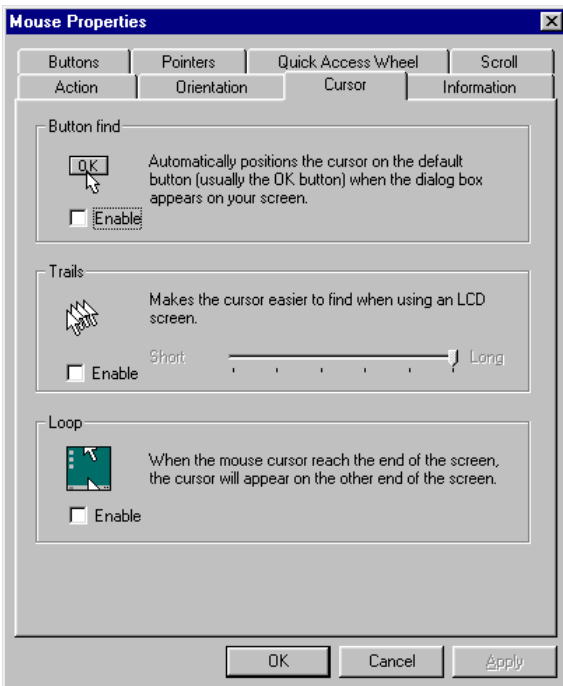 Mouse Properties
Buttons Pointers Quick Access Wheel Scroll
Action Orientation Cursor Information
Button find
OK
Automatically positions the cursor on the default
button (usually the OK button) when the dialog box
appears on your screen.
Enable
Trails
Makes the cursor easier to find when using an LCD
screen.
Short Long
Enable
Loop
When the mouse cursor reach the end of the screen,
the cursor will appear on the other end of the screen.
Enable
OK Cancel Apply